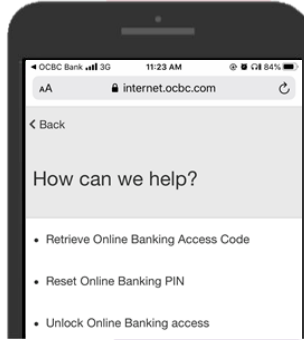 OCBC Bank 3G 11:23 AM 84%
AA internet.ocbc.com
Back
How can we help?
• Retrieve Online Banking Access Code
• Reset Online Banking PIN
• Unlock Online Banking access